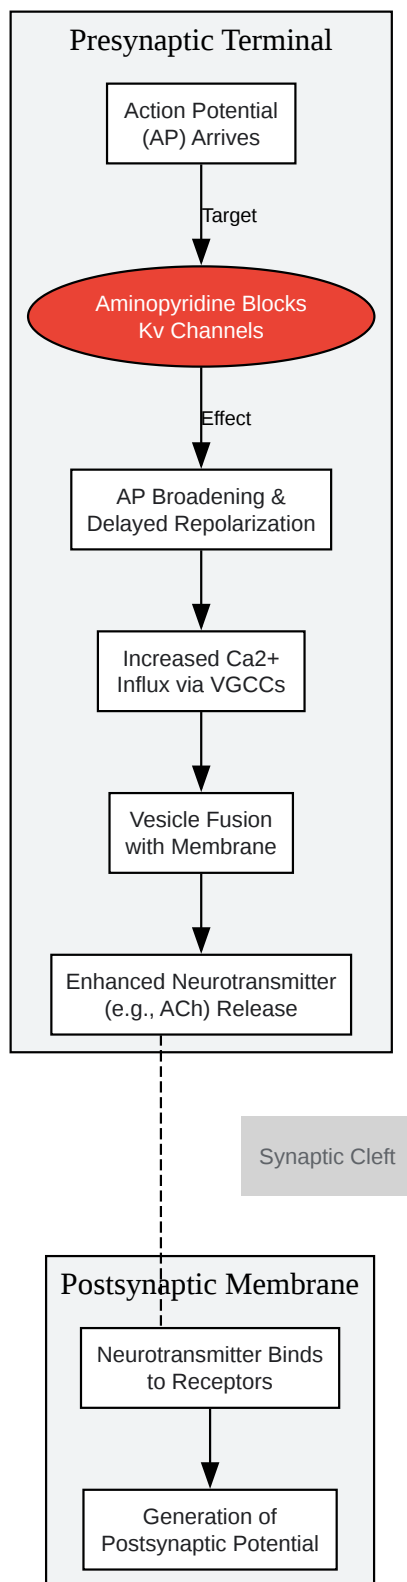 Presynaptic Terminal
Action Potential
(AP) Arrives
Target
Aminopyridine Blocks
Kv Channels
Effect
AP Broadening &
Delayed Repolarization
Increased Ca2+
Influx via VGCCs
Vesicle Fusion
with Membrane
Enhanced Neurotransmitter
(e.g., ACh) Release
Synaptic Cleft
Postsynaptic Membrane
Neurotransmitter Binds
to Receptors
Generation of
Postsynaptic Potential